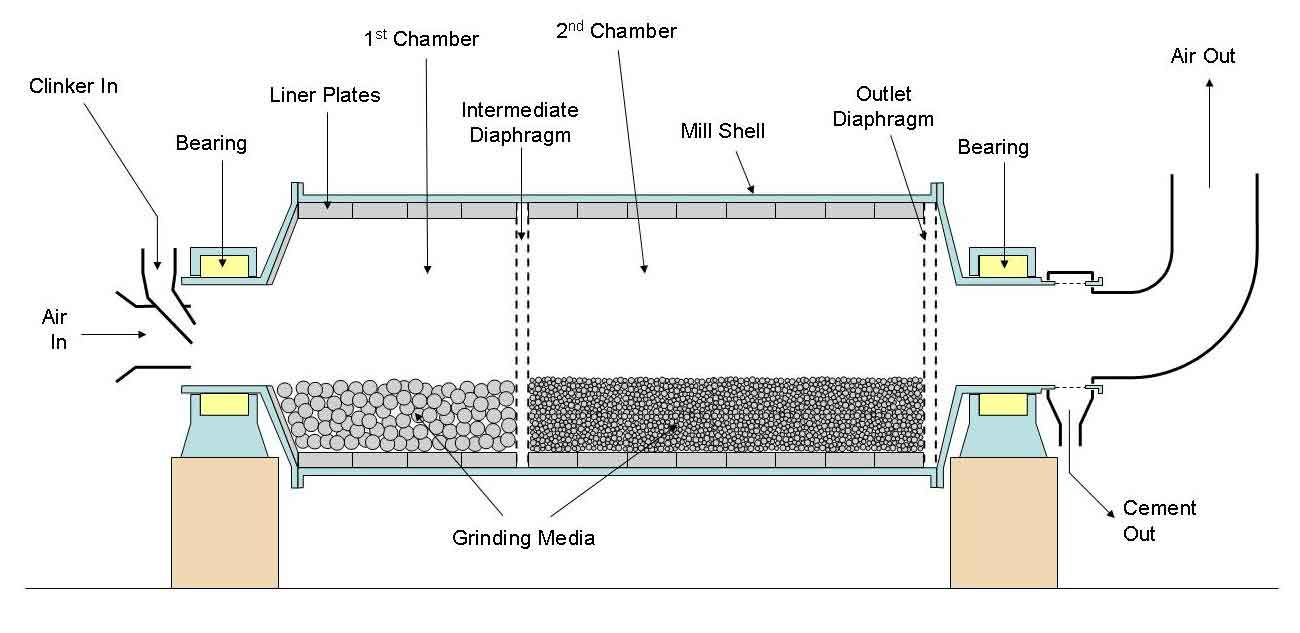 1st Chamber
2nd Chamber
Clinker In
Liner Plates
Intermediate
Diaphragm
Outlet
Diaphragm
Air Out
Bearing
Mill Shell
Bearing
Air
In
Grinding Media
Cement
Out